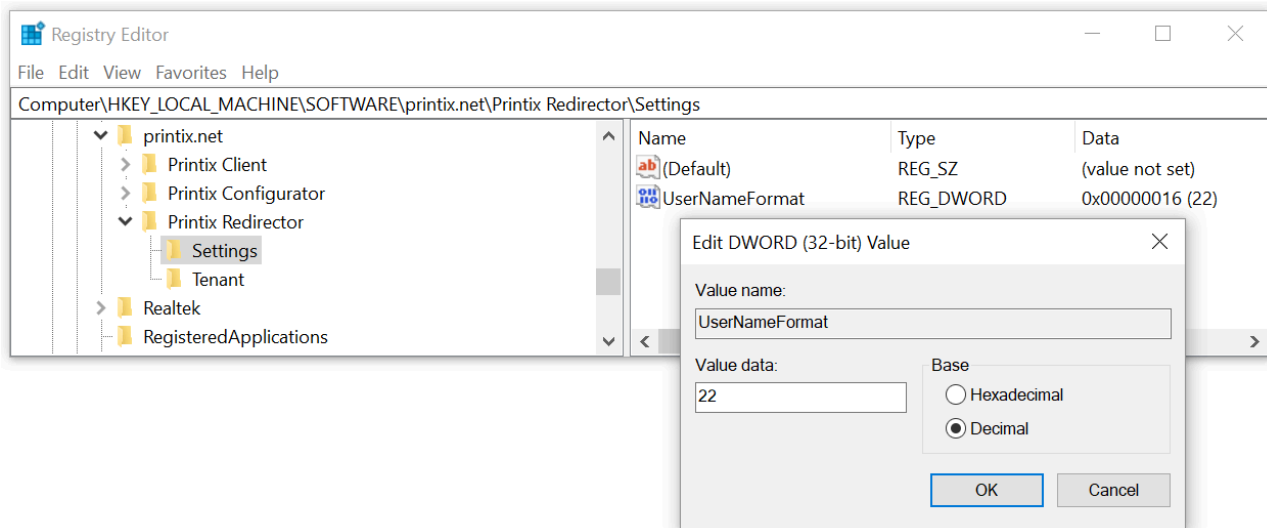 Registry Editor
File Edit View Favorites Help
Computer\HKEY_LOCAL_MACHINE\SOFTWARE\printix.net\Printix Redirector\Settings
printix.net
Printix Client
Printix Configurator
Printix Redirector
Settings
Tenant
Realtek
RegisteredApplications
Name Type Data
ab (Default) REG_SZ (value not set)
UserNameFormat REG_DWORD 0x00000016 (22)
Edit DWORD (32-bit) Value
Value name:
UserNameFormat
Value data:
22
Base
Hexadecimal
Decimal
OK Cancel